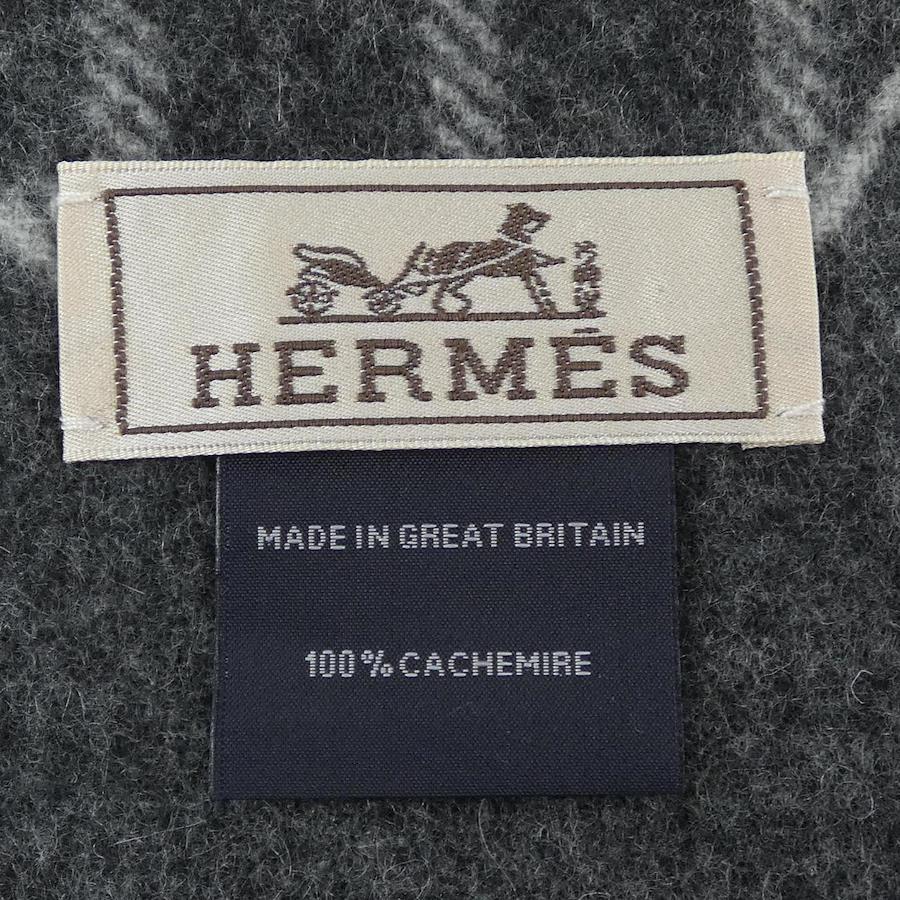 HERMÈS
MADE IN GREAT BRITAIN
100% CACHEMIRE